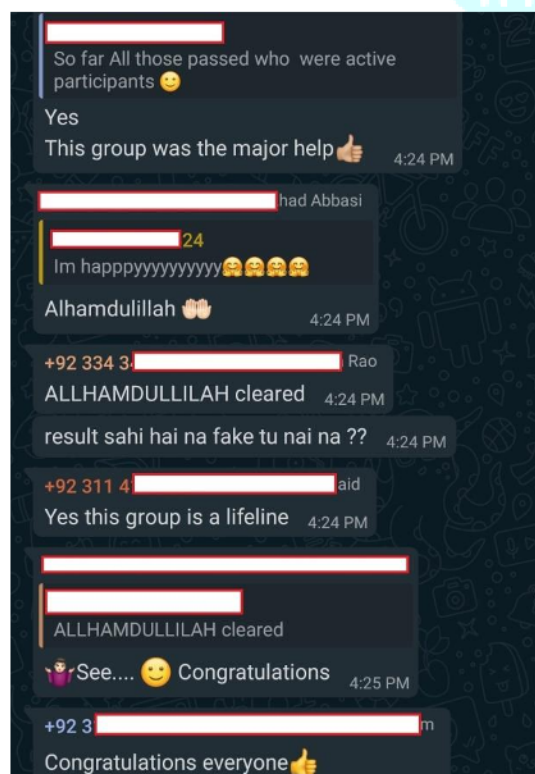 So far All those passed who were active
participants 🙂
Yes
This group was the major help👍🏼
4:24 PM
had Abbasi
24
Im happpyyyyyyyyyy🤗🤗🤗🤗
Alhamdulillah 🤲🏻
4:24 PM
+92 334 3
Rao
ALLHAMDULLILAH cleared 4:24 PM
result sahi hai na fake tu nai na ?? 4:24 PM
+92 311 4
aid
Yes this group is a lifeline 4:24 PM
ALLHAMDULLILAH cleared
🤷🏻‍♀️See.... 🙂 Congratulations 4:25 PM
+92 3
m
Congratulations everyone👍